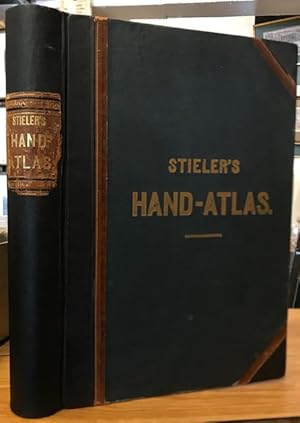 STIELER'S
HAND-
ATLAS.
STIELER'S
HAND-ATLAS.